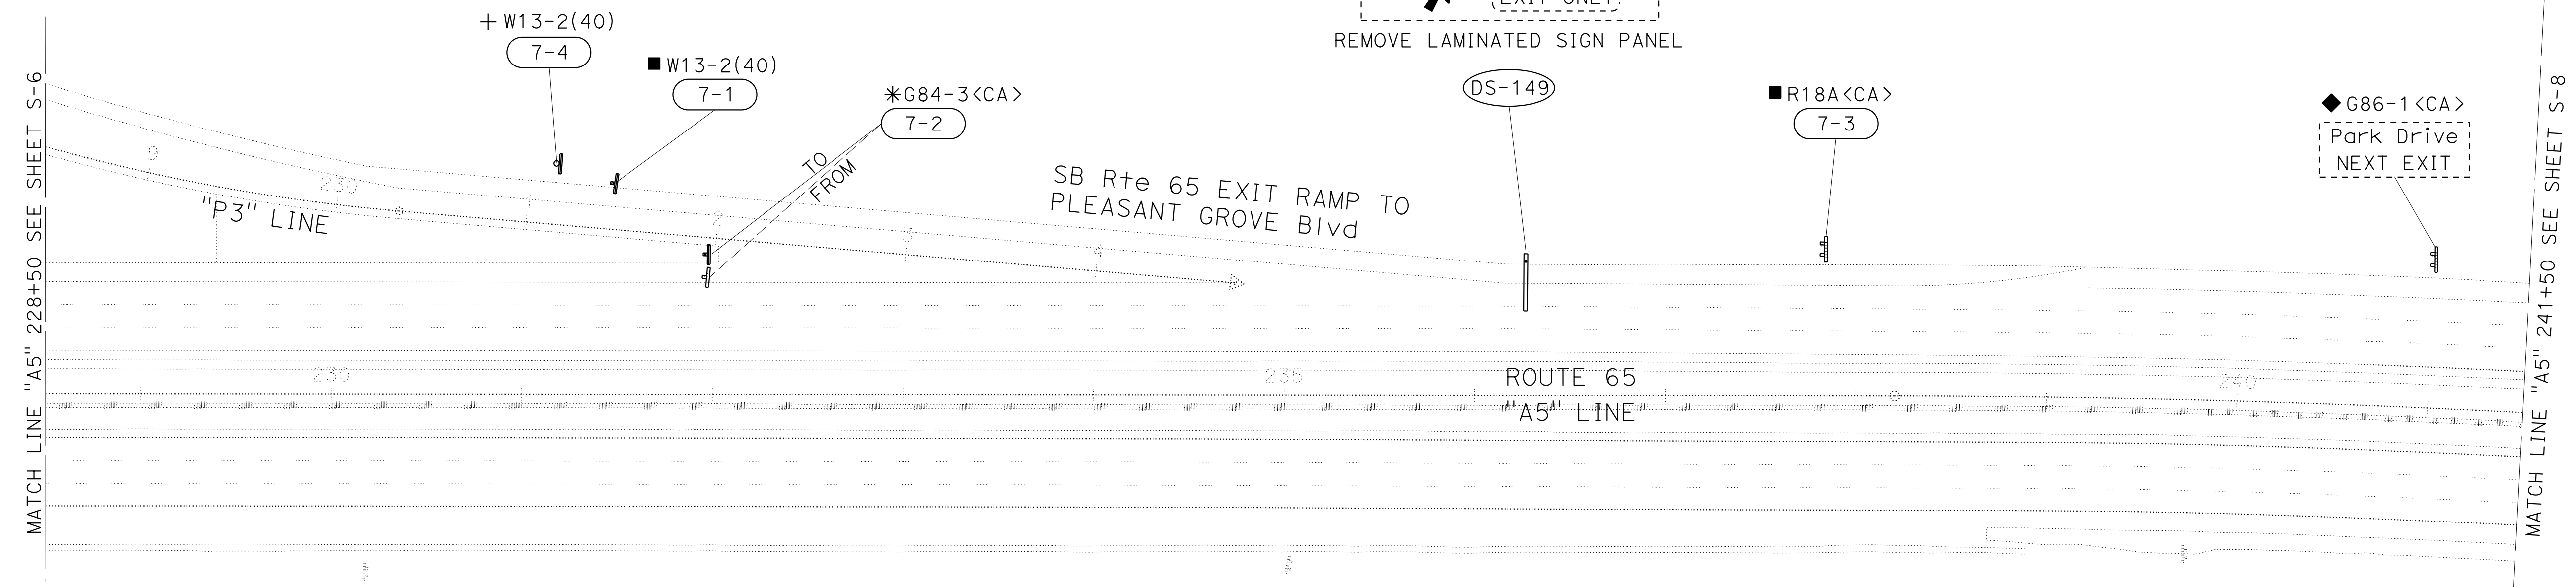 EXIT ONLY
REMOVE LAMINATED SIGN PANEL
W13-2(40)
7-4
W13-2(40)
7-1
G84-3<CA>
7-2
DS-149
R18A<CA>
7-3
G86-1<CA>
Park Drive
NEXT EXIT
TO
FROM
SB Rte 65 EXIT RAMP TO
PLEASANT GROVE Blvd
"P3" LINE
9
230
1
2
3
4
230
235
240
ROUTE 65
"A5" LINE
MATCH LINE "A5" 228+50 SEE SHEET S-6
MATCH LINE "A5" 241+50 SEE SHEET S-8